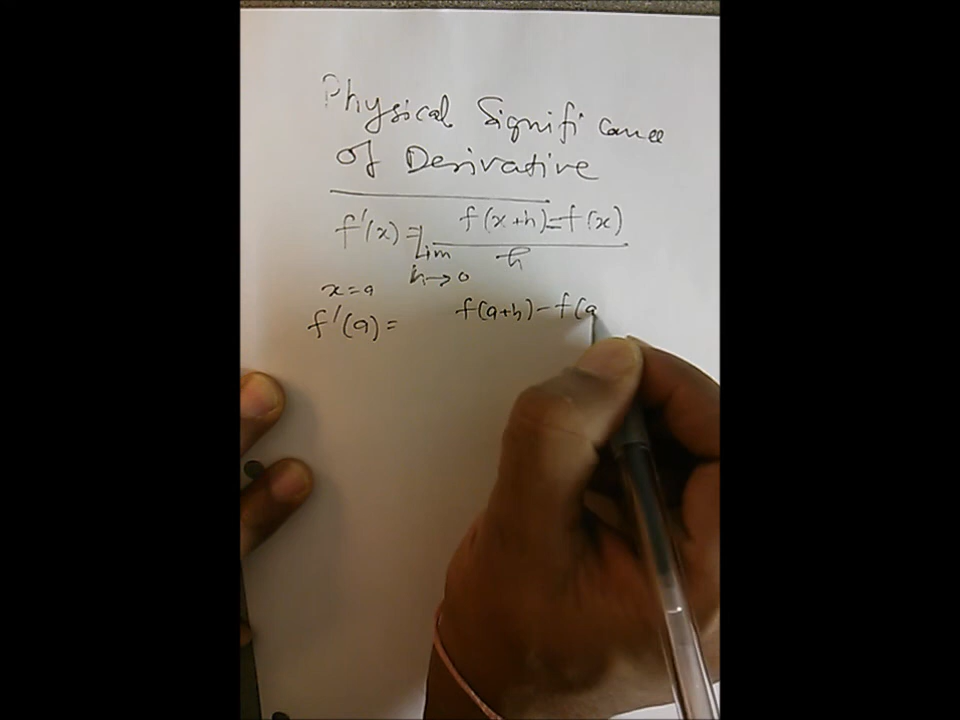 Physical Significance
of Derivative
f'(x) = Lim h→0 f(x+h)=f(x) / h
x=a
f'(a) = f(a+h) - f(a